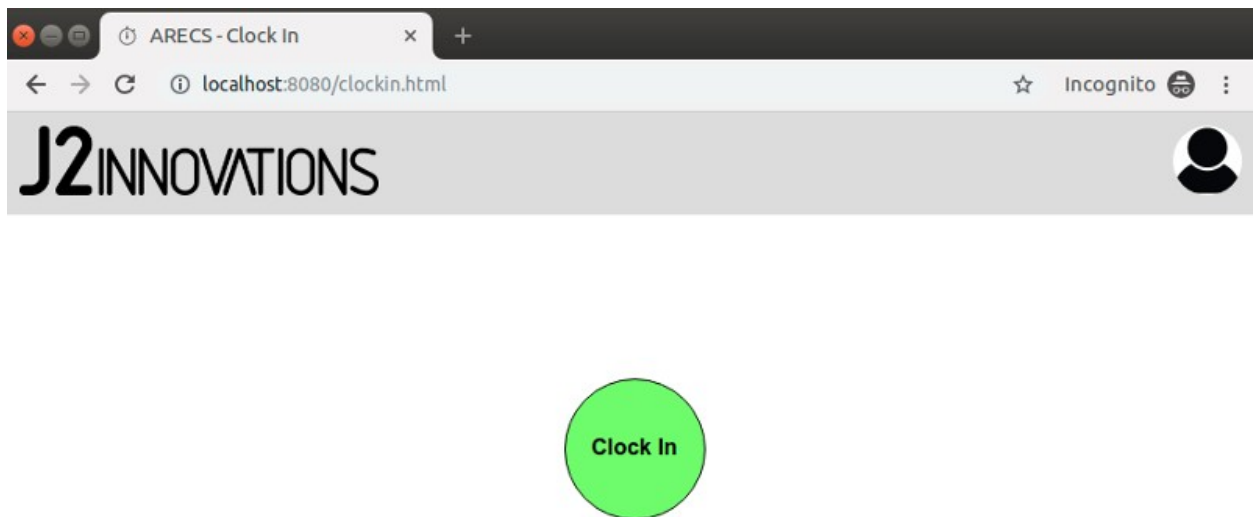 ARECS - Clock In
localhost:8080/clockin.html
Incognito
J2INNOVATIONS
Clock In